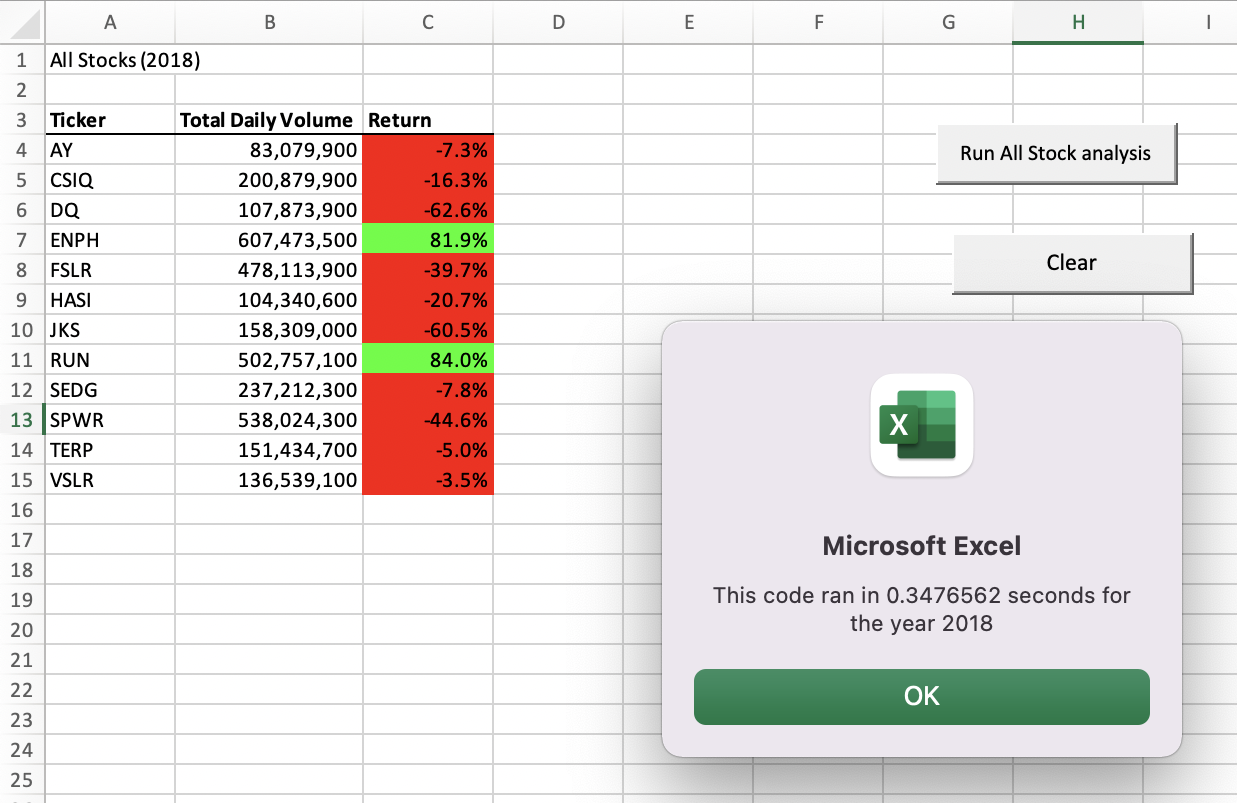 A B C D E F G H I
1 All Stocks (2018)
2
3 Ticker Total Daily Volume Return
4 AY 83,079,900 -7.3%
Run All Stock analysis
5 CSIQ 200,879,900 -16.3%
6 DQ 107,873,900 -62.6%
7 ENPH 607,473,500 81.9%
8 FSLR 478,113,900 -39.7%
Clear
9 HASI 104,340,600 -20.7%
10 JKS 158,309,000 -60.5%
11 RUN 502,757,100 84.0%
12 SEDG 237,212,300 -7.8%
13 SPWR 538,024,300 -44.6%
14 TERP 151,434,700 -5.0%
15 VSLR 136,539,100 -3.5%
16
17
18
19
20
21
22
23
24
25
X
Microsoft Excel
This code ran in 0.3476562 seconds for
the year 2018
OK